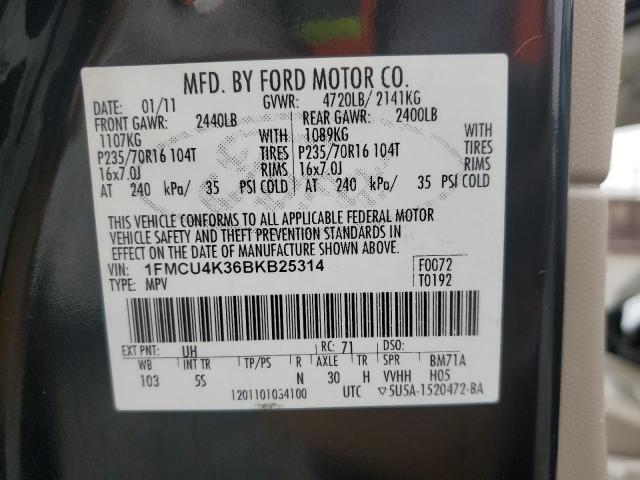 MFD. BY FORD MOTOR CO.
DATE: 01/11 GVWR: 4720LB/ 2141KG
FRONT GAWR: 2440LB REAR GAWR: 2400LB
1107KG WITH 1089KG WITH
P235/70R16 104T TIRES P235/70R16 104T TIRES
16x7.0J RIMS 16x7.0J RIMS
AT 240 kPa/ 35 PSI COLD AT 240 kPa/ 35 PSI COLD
THIS VEHICLE CONFORMS TO ALL APPLICABLE FEDERAL MOTOR
VEHICLE SAFETY AND THEFT PREVENTION STANDARDS IN
EFFECT ON THE DATE OF MANUFACTURE SHOWN ABOVE.
VIN: 1FMCU4K36BKB25314 F0G72
TYPE: MPV T0192
EXT PNT: UH RC: 71 DSO:
WB INT TR TP/PS R AXLE TR SPR BM71A
103 5S N 30 H VVHH H05
1201101034100 UTC ▽5U5A-1520472-BA